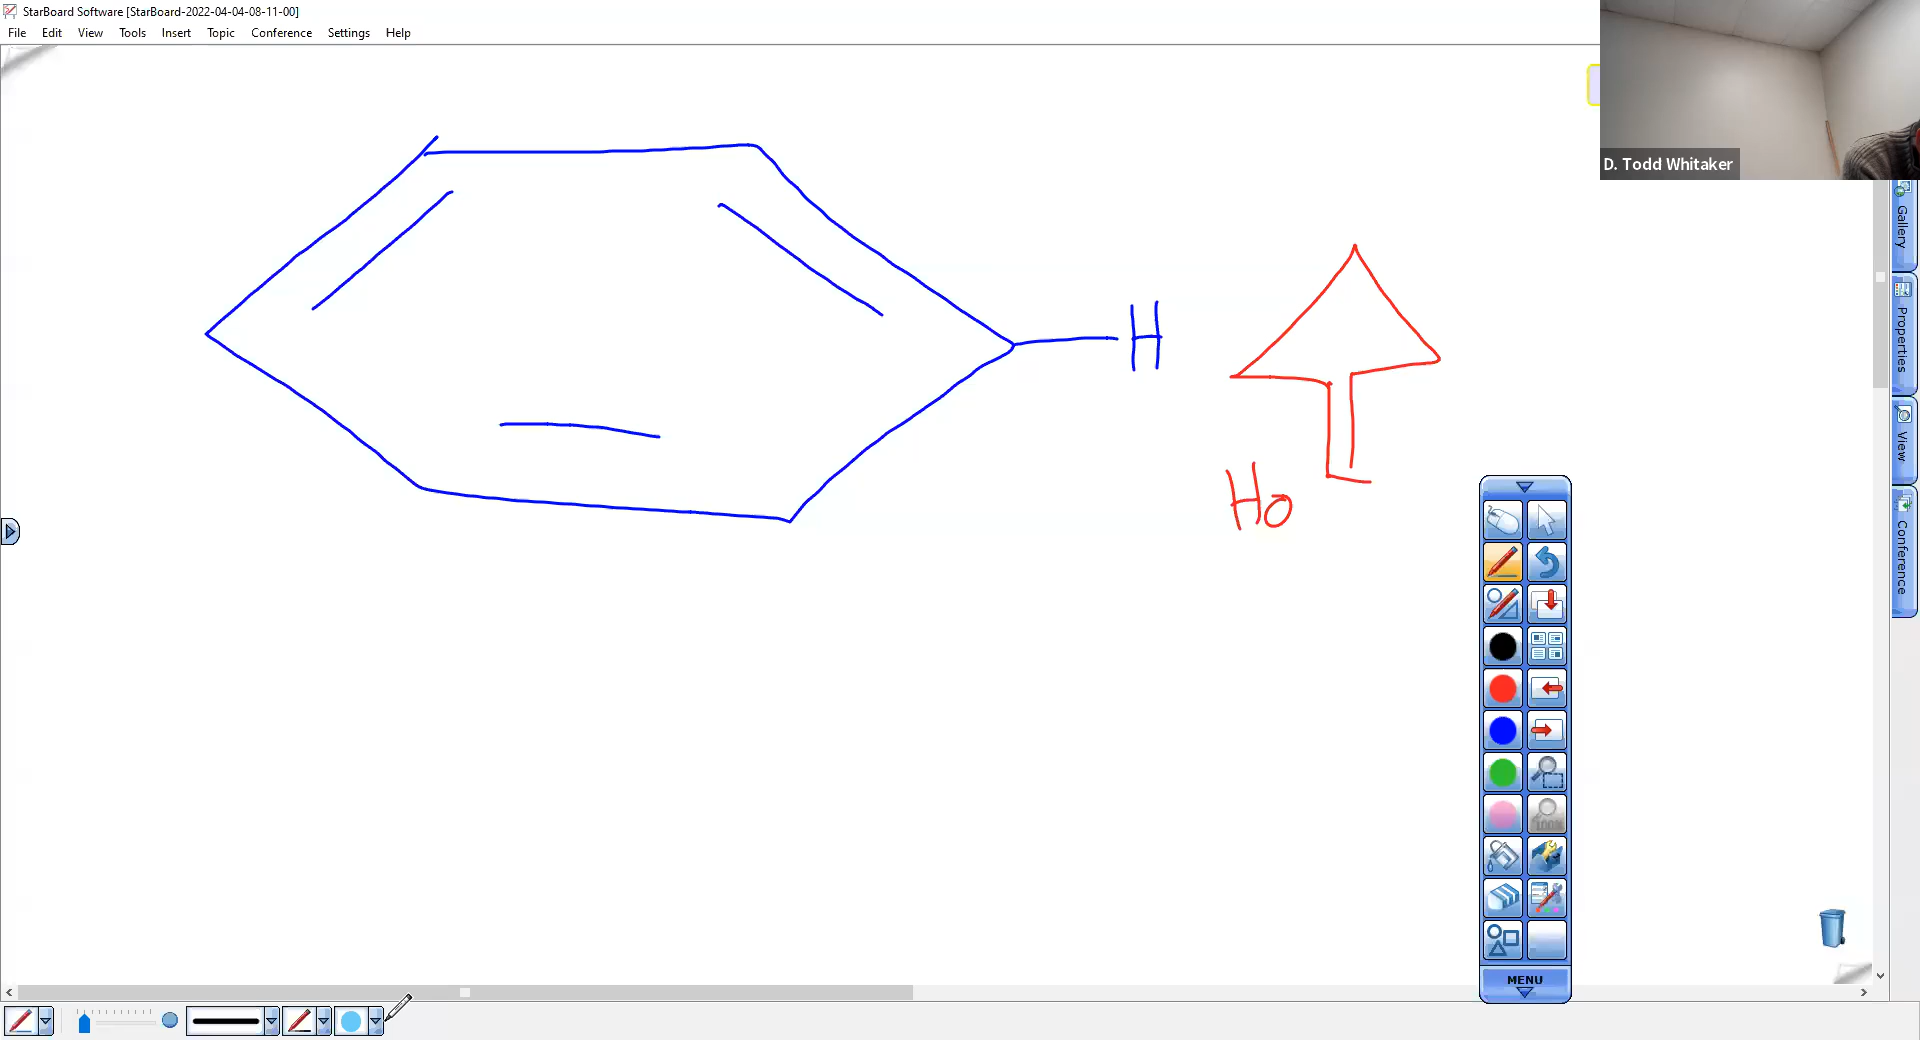 StarBoard Software [StarBoard-2022-04-04-08-11-00]
File Edit View Tools Insert Topic Conference Settings Help
D. Todd Whitaker
Gallery
Properties
View
Conference
H
Ho
100%
MENU